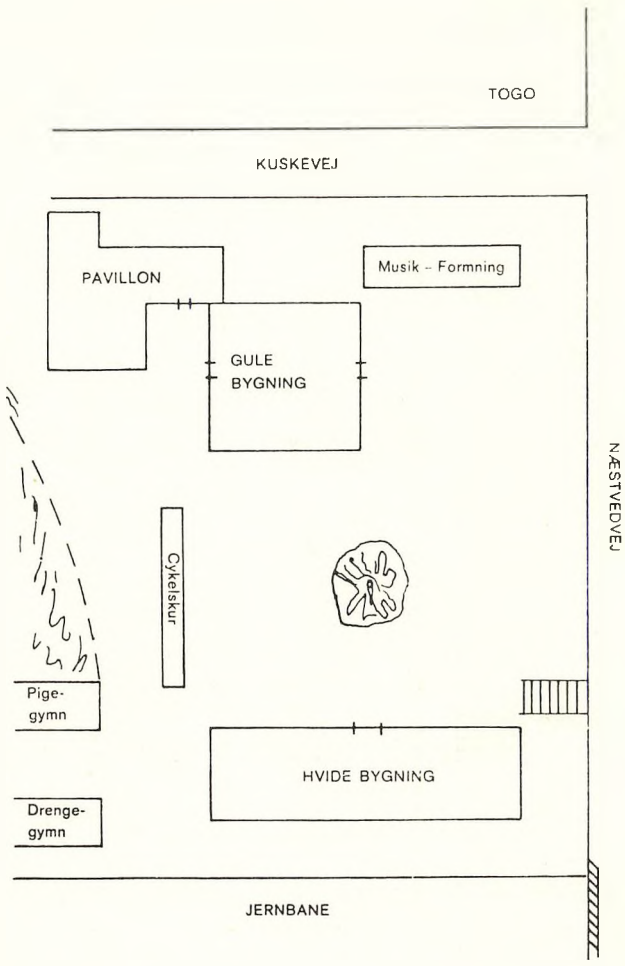 TOGO
KUSKEVEJ
PAVILLON
Musik – Formning
GULE
BYGNING
NÆSTVEDVEJ
Cykelskur
Pige-
gymn
HVIDE BYGNING
Drenge-
gymn
JERNBANE